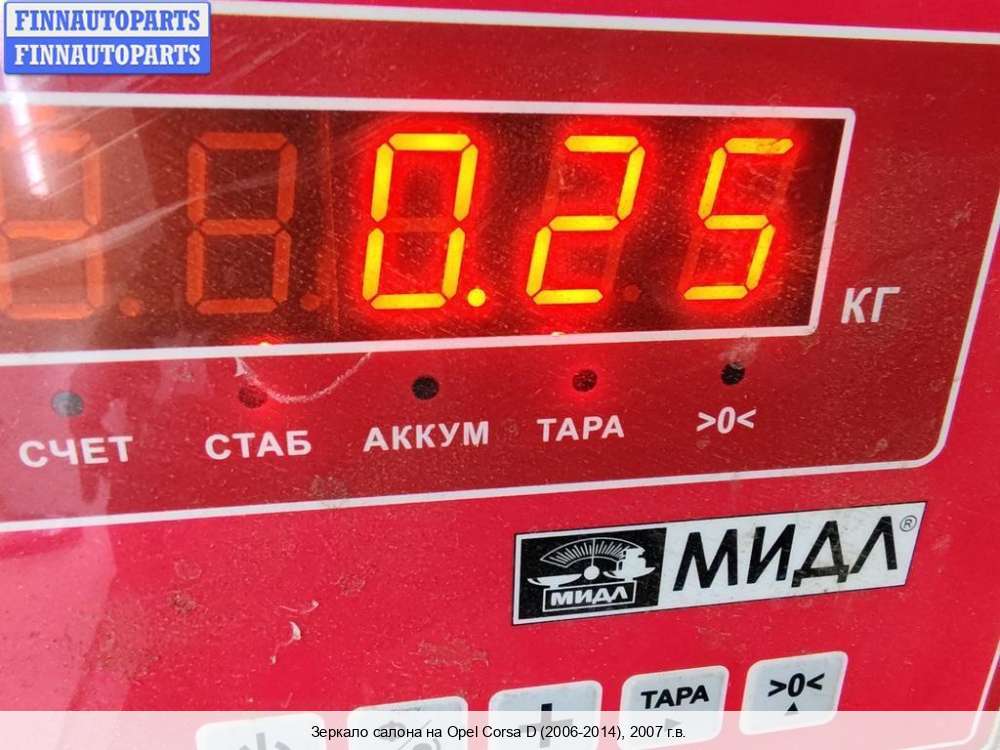 FINNAUTOPARTS
FINNAUTOPARTS
0.25
КГ
СЧЕТ СТАБ АККУМ ТАРА >0<
МИДЛ МИДЛ®
ТАРА >0<
Зеркало салона на Opel Corsa D (2006-2014), 2007 г.в.